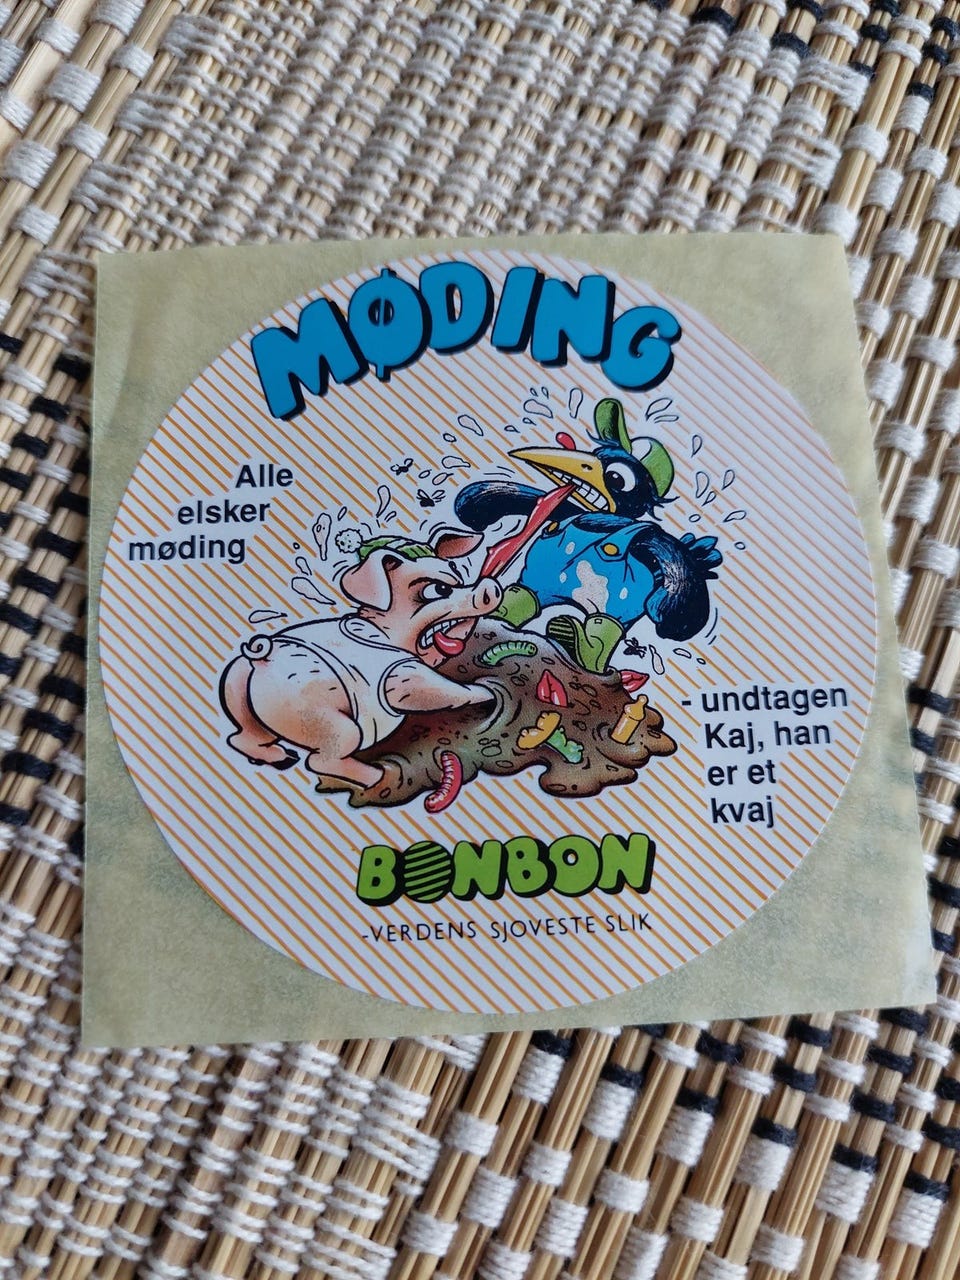 MØDING
Alle
elsker
møding
- undtagen
Kaj, han
er et
kvaj
BONBON
-VERDENS SJOVESTE SLIK